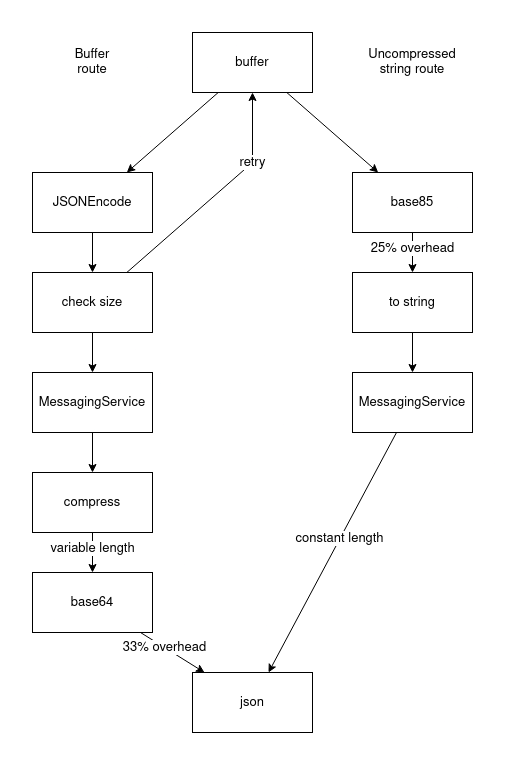 Buffer
route
buffer
Uncompressed
string route
retry
JSONEncode
base85
25% overhead
check size
to string
MessagingService
MessagingService
compress
constant length
variable length
base64
33% overhead
json